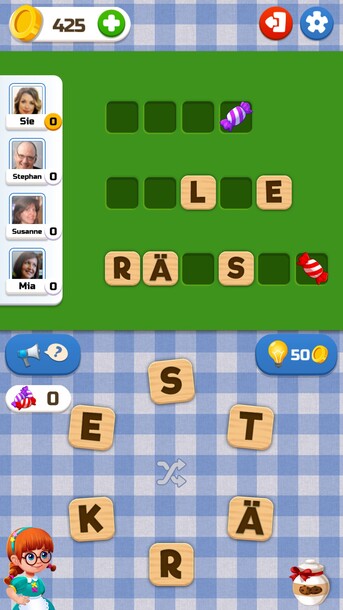 425
Sie 0
Stephan 0
Susanne 0
Mia 0
L E
R Ä S
? 50
0
S
E T
K Ä
R